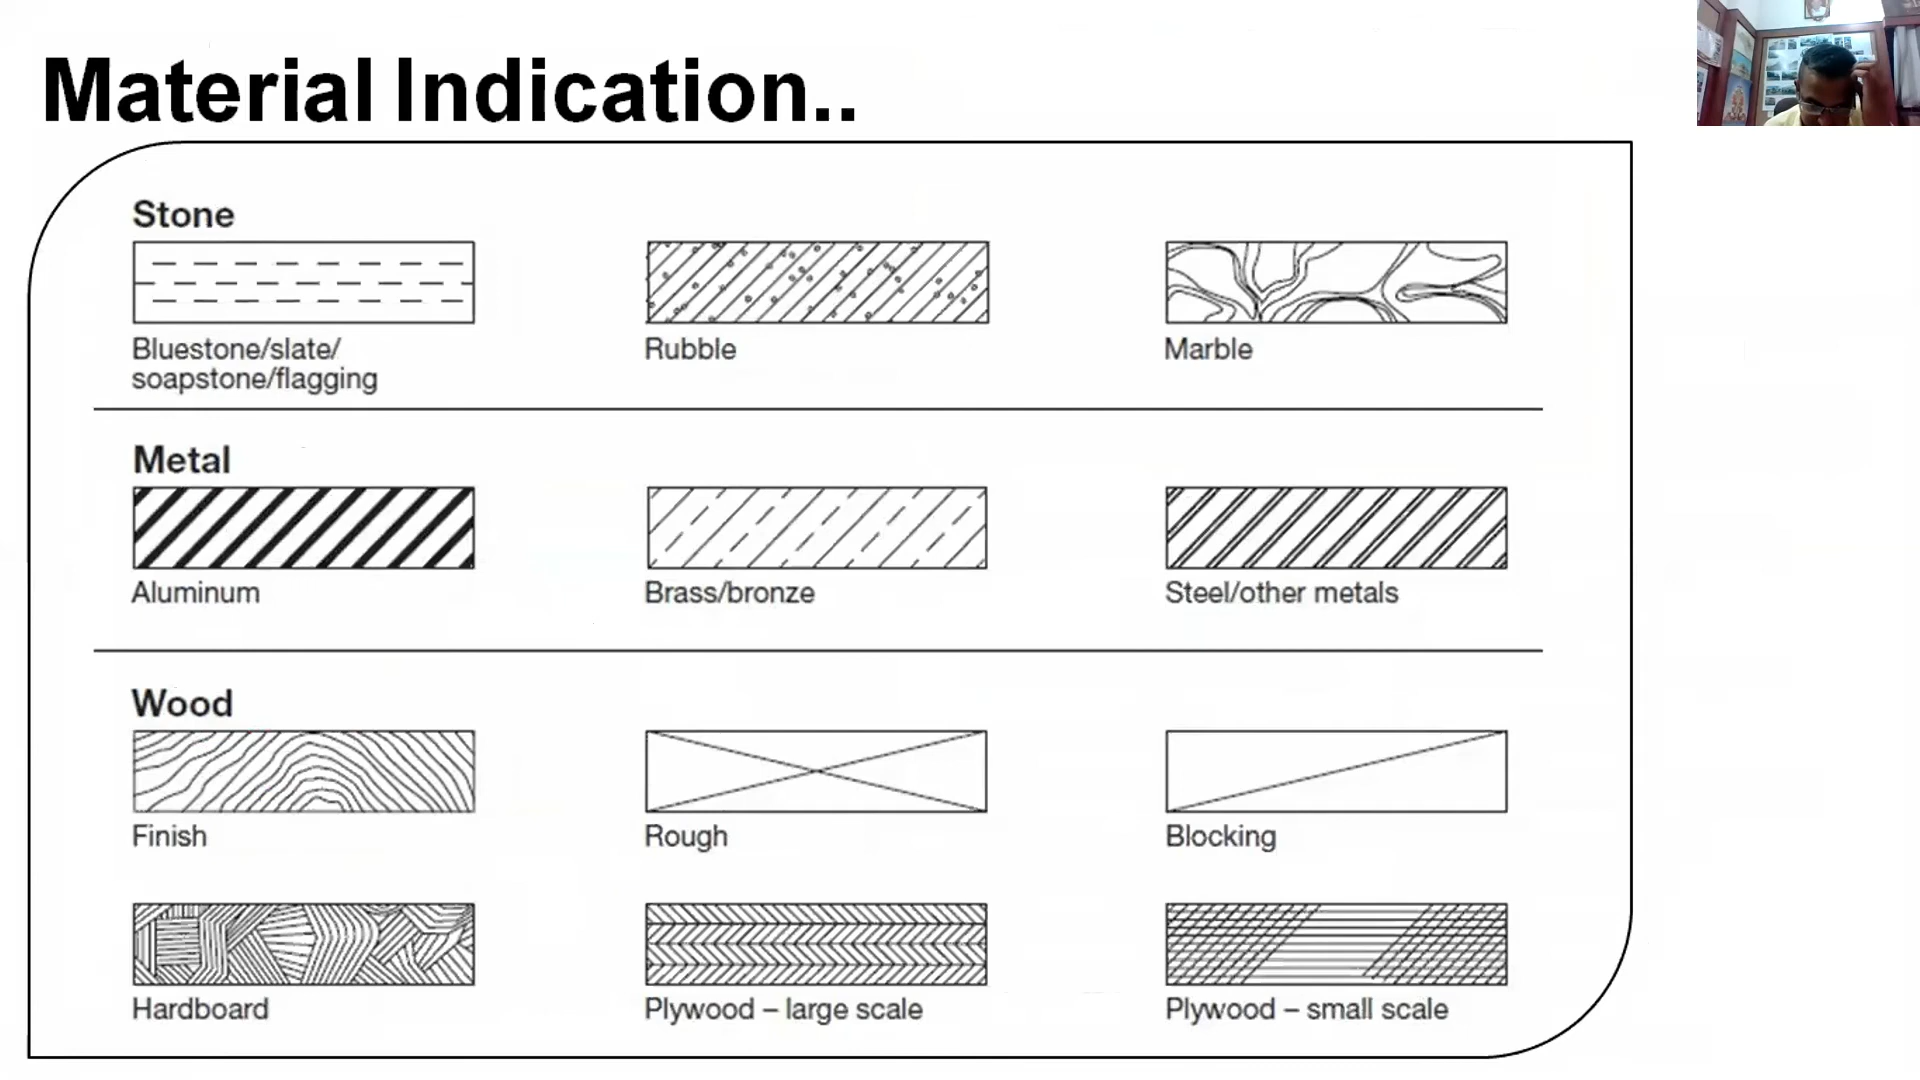 Material Indication..
Stone
Bluestone/slate/
soapstone/flagging
Rubble
Marble
Metal
Aluminum
Brass/bronze
Steel/other metals
Wood
Finish
Rough
Blocking
Hardboard
Plywood – large scale
Plywood – small scale